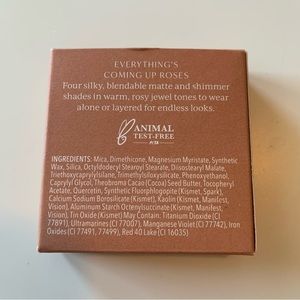 EVERYTHING'S
COMING UP ROSES
Four silky, blendable matte and shimmer
shades in warm, rosy jewel tones to wear
alone or layered for endless looks.
ANIMAL
TEST-FREE
PETA
INGREDIENTS: Mica, Dimethicone, Magnesium Myristate, Synthetic
Wax, Silica, Octyldodecyl Stearoyl Stearate, Diisostearyl Malate,
Triethoxycaprylylsilane, Trimethylsiloxysilicate, Phenoxyethanol,
Caprylyl Glycol, Theobroma Cacao (Cocoa) Seed Butter, Tocopheryl
Acetate, Quercetin, Synthetic Fluorphlogopite (Kismet, Spark),
Calcium Sodium Borosilicate (Kismet), Kaolin (Kismet, Manifest,
Vision), Aluminum Starch Octenylsuccinate (Kismet, Manifest,
Vision), Tin Oxide (Kismet) May Contain: Titanium Dioxide (CI
77891), Ultramarines (CI 77007), Manganese Violet (CI 77742), Iron
Oxides (CI 77491, 77499), Red 40 Lake (CI 16035)